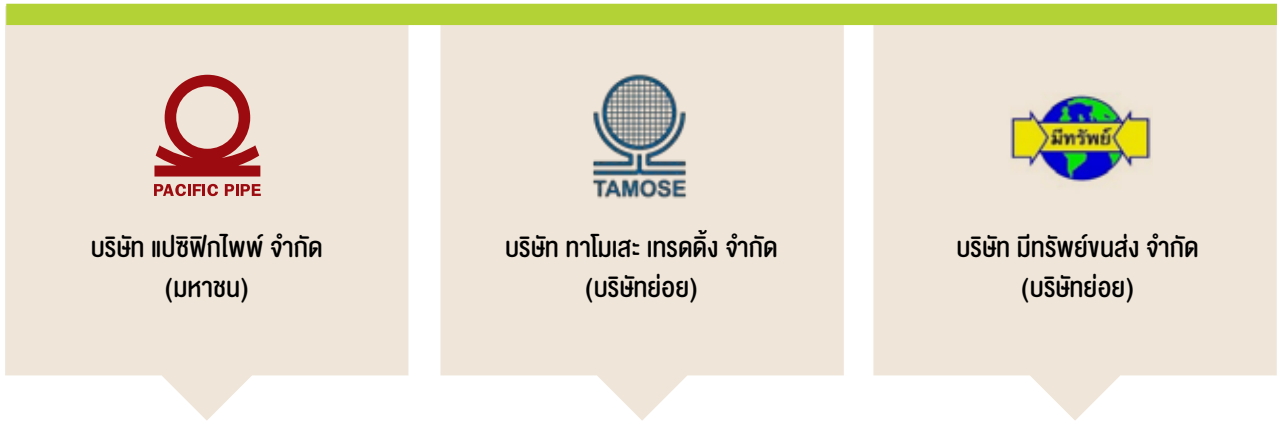 PACIFIC PIPE
บริษัท แปซิฟิกไพพ์ จำกัด
(มหาชน)
TAMOSE
บริษัท ทาโมเสะ เทรดดิ้ง จำกัด
(บริษัทย่อย)
มีทรัพย์
บริษัท มีทรัพย์ขนส่ง จำกัด
(บริษัทย่อย)